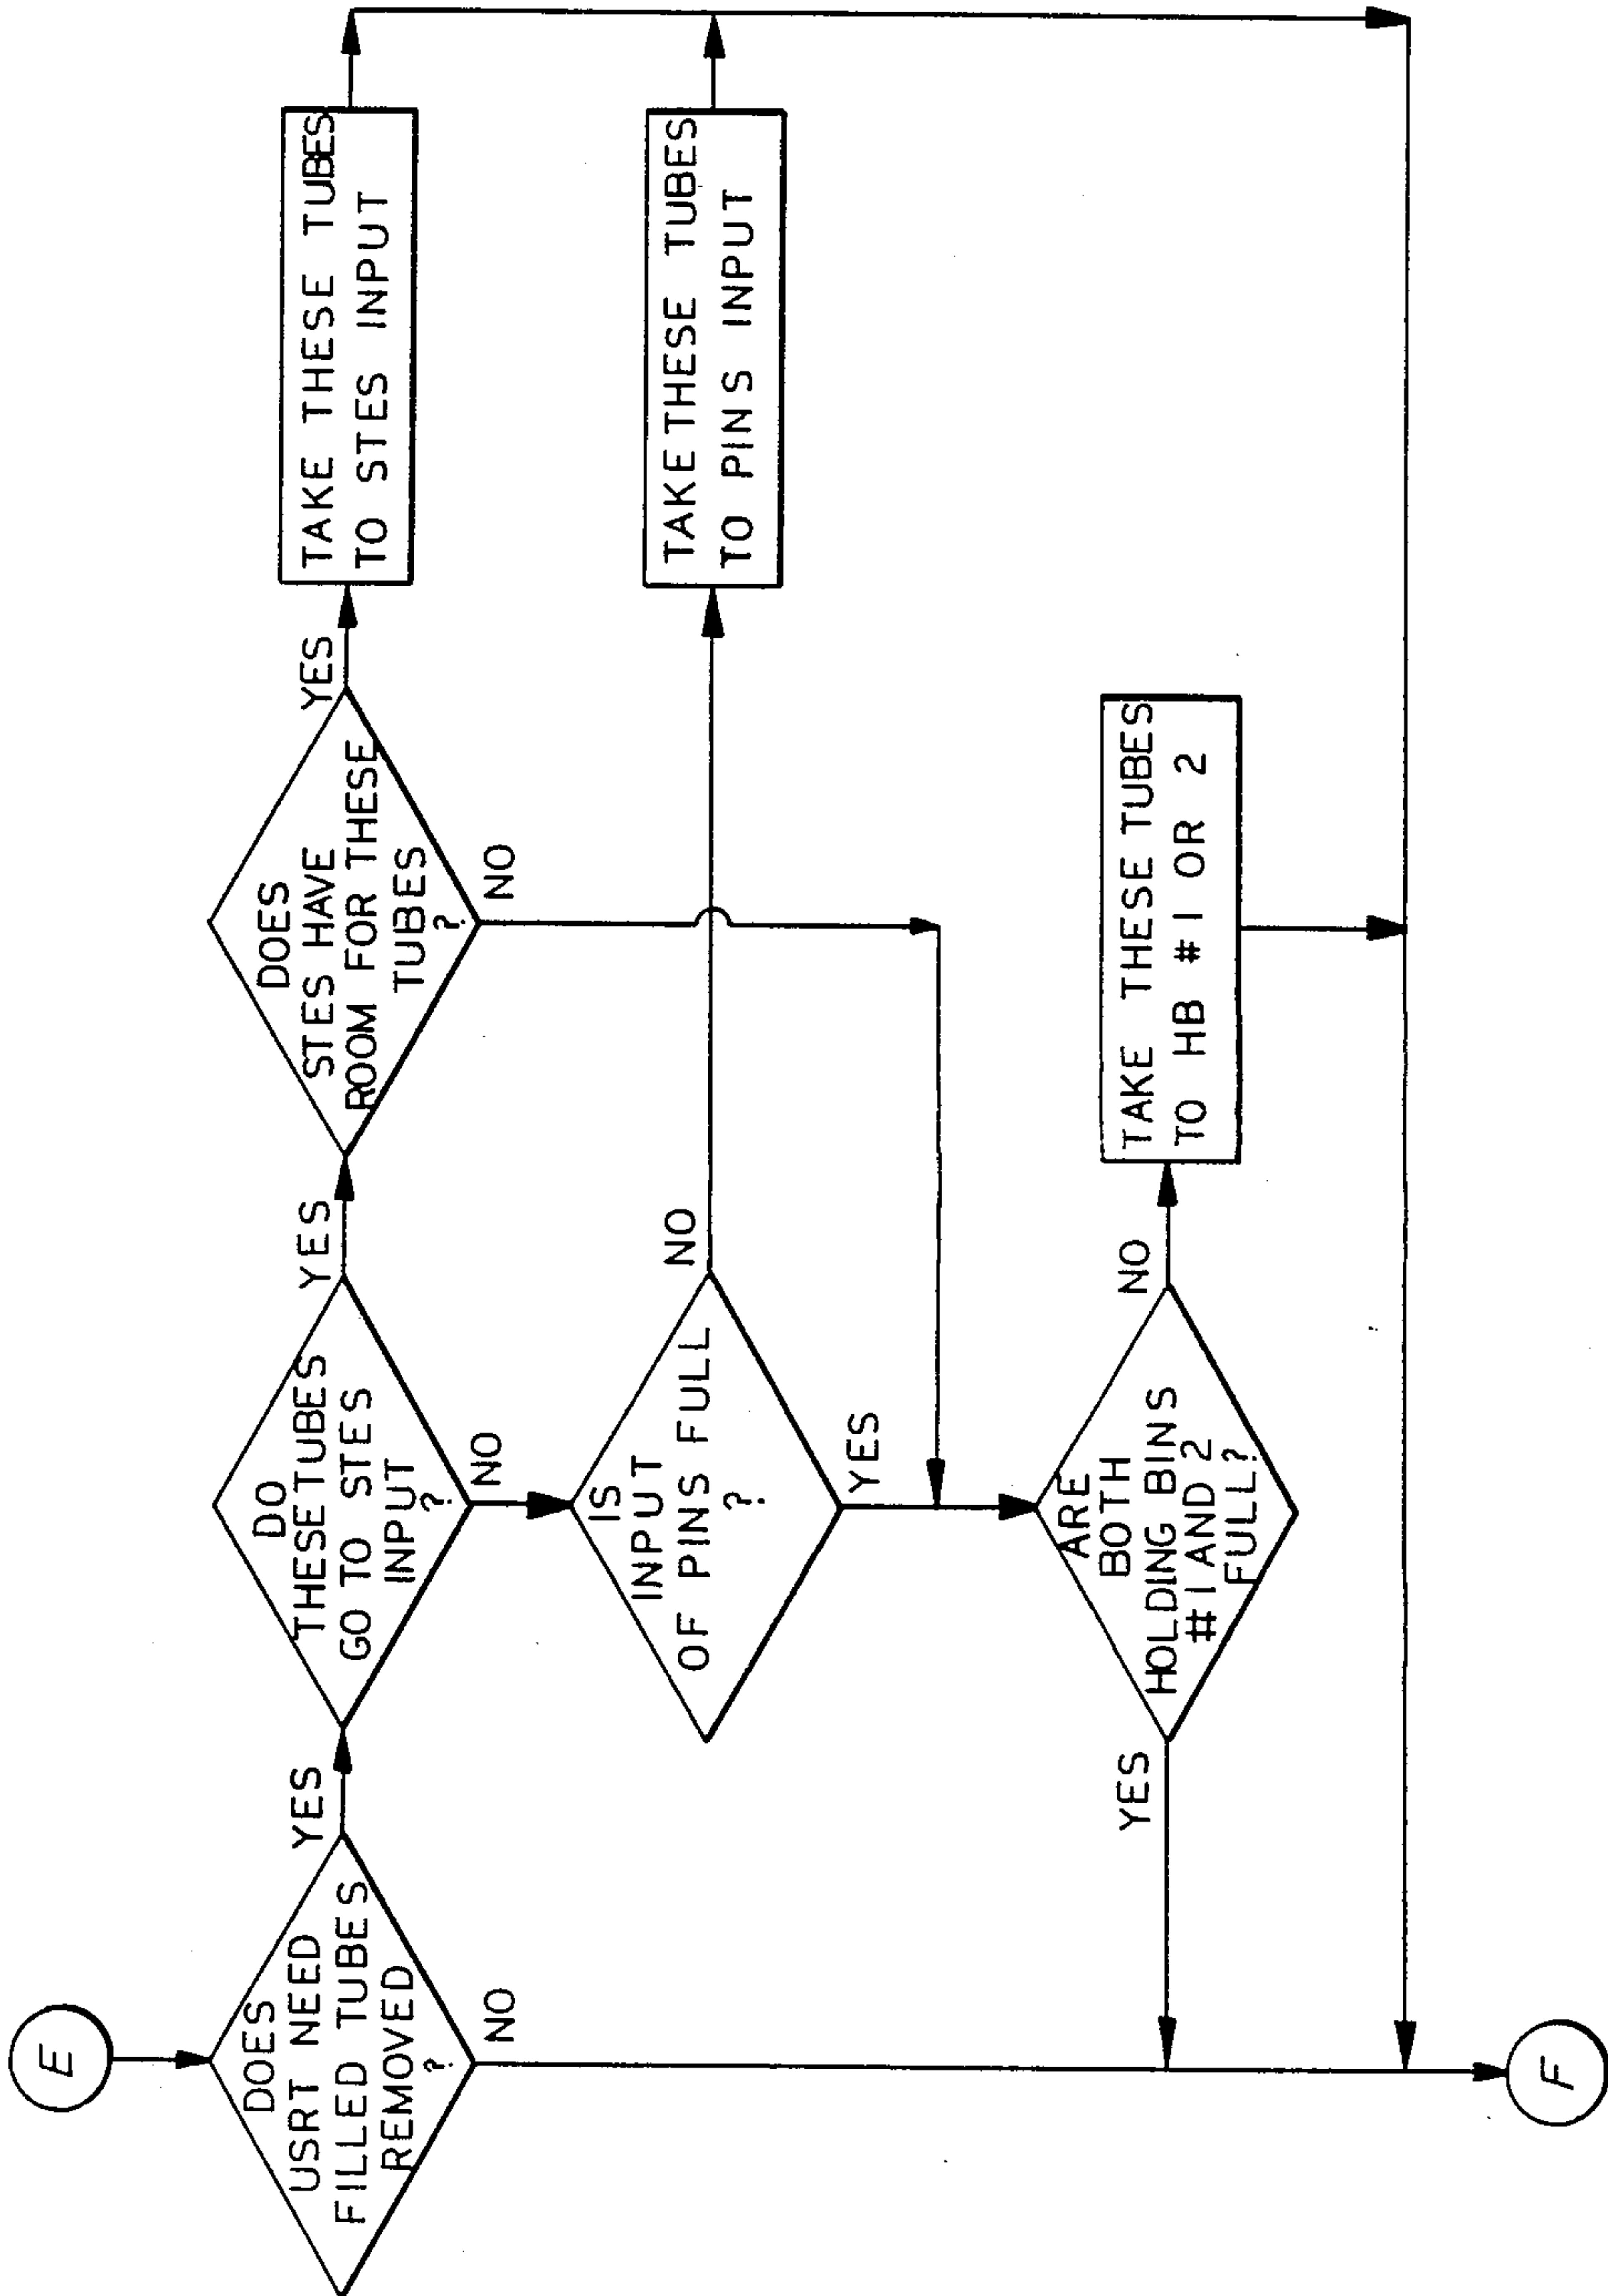 E
DOES
USRT NEED
FILLED TUBES
REMOVED
?
YES
NO
DO
THESE TUBES
GO TO STES
INPUT
?
YES
NO
DOES
STES HAVE
ROOM FOR THESE
TUBES
?
YES
NO
TAKE THESE TUBES
TO STES INPUT
IS
INPUT
OF PINS FULL
?
NO
YES
TAKE THESE TUBES
TO PINS INPUT
ARE
BOTH
HOLDING BINS
#1 AND 2
FULL?
YES
NO
TAKE THESE TUBES
TO HB #1 OR 2
F